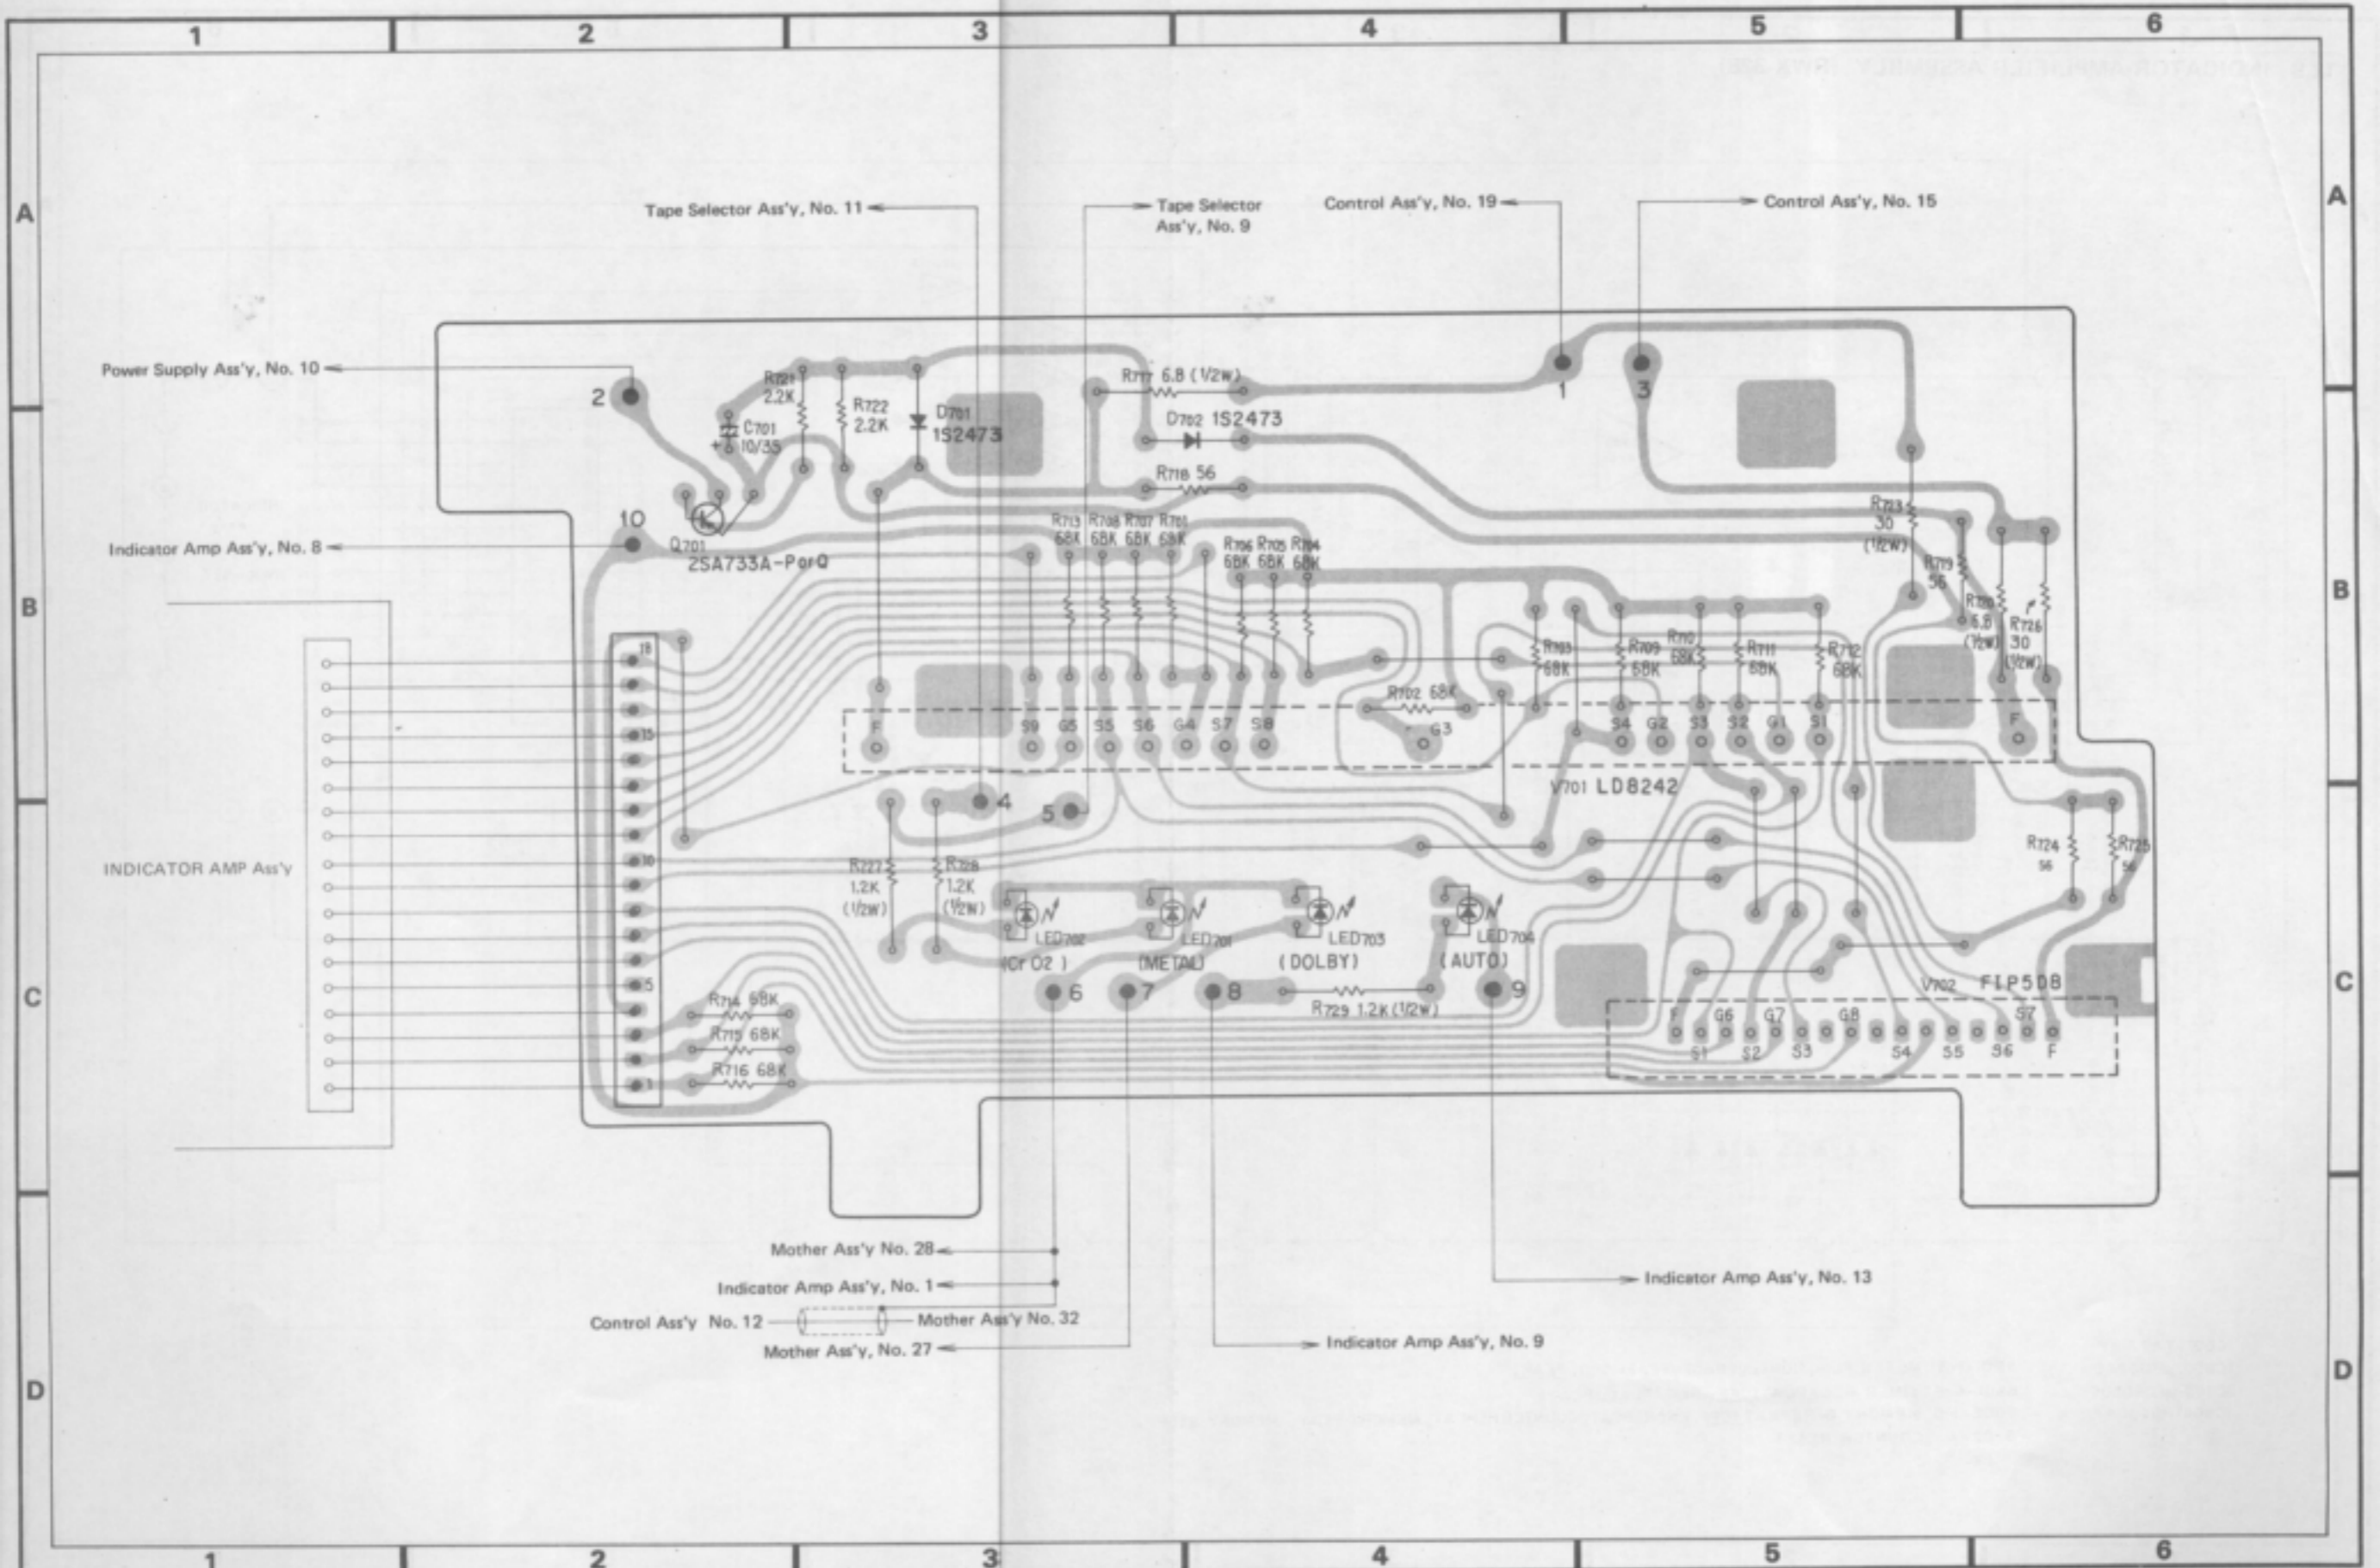 1 2 3 4 5 6
A A
Tape Selector Ass'y, No. 11
Tape Selector
Ass'y, No. 9
Control Ass'y, No. 19
Control Ass'y, No. 15
Power Supply Ass'y, No. 10
2
R721
2.2K
R722
2.2K
D701
1S2473
C701
+ 10/35
R717 6.8 (1/2W)
D702 1S2473
R718 56
1
3
10
Indicator Amp Ass'y, No. 8
Q701
2SA733A-PorQ
R713 R708 R707 R701
68K 68K 68K 68K
R706 R705 R704
68K 68K 68K
R723
30
(1/2W)
R719
56
R720
6.8
(1/2W)
R726
30
(1/2W)
B B
18
15
10
5
1
R703
68K
R709
68K
R710
68K
R711
68K
R712
68K
R702 68K
F S9 G5 S5 S6 G4 S7 S8 G3 S4 G2 S3 S2 G1 S1 F
V701 LD8242
4
5
INDICATOR AMP Ass'y
R727
1.2K
(1/2W)
R728
1.2K
(1/2W)
R724
56
R725
56
LED702
(Cr O2 )
LED701
(METAL)
LED703
(DOLBY)
LED704
(AUTO)
C C
6 7 8 9
R729 1.2K (1/2W)
R714 68K
R715 68K
R716 68K
V702 FIP5D8
F G6 G7 G8 S7
S1 S2 S3 S4 S5 S6 F
Mother Ass'y No. 28
Indicator Amp Ass'y, No. 1
Control Ass'y No. 12
Mother Ass'y No. 32
Mother Ass'y, No. 27
Indicator Amp Ass'y, No. 13
Indicator Amp Ass'y, No. 9
D D
1 2 3 4 5 6